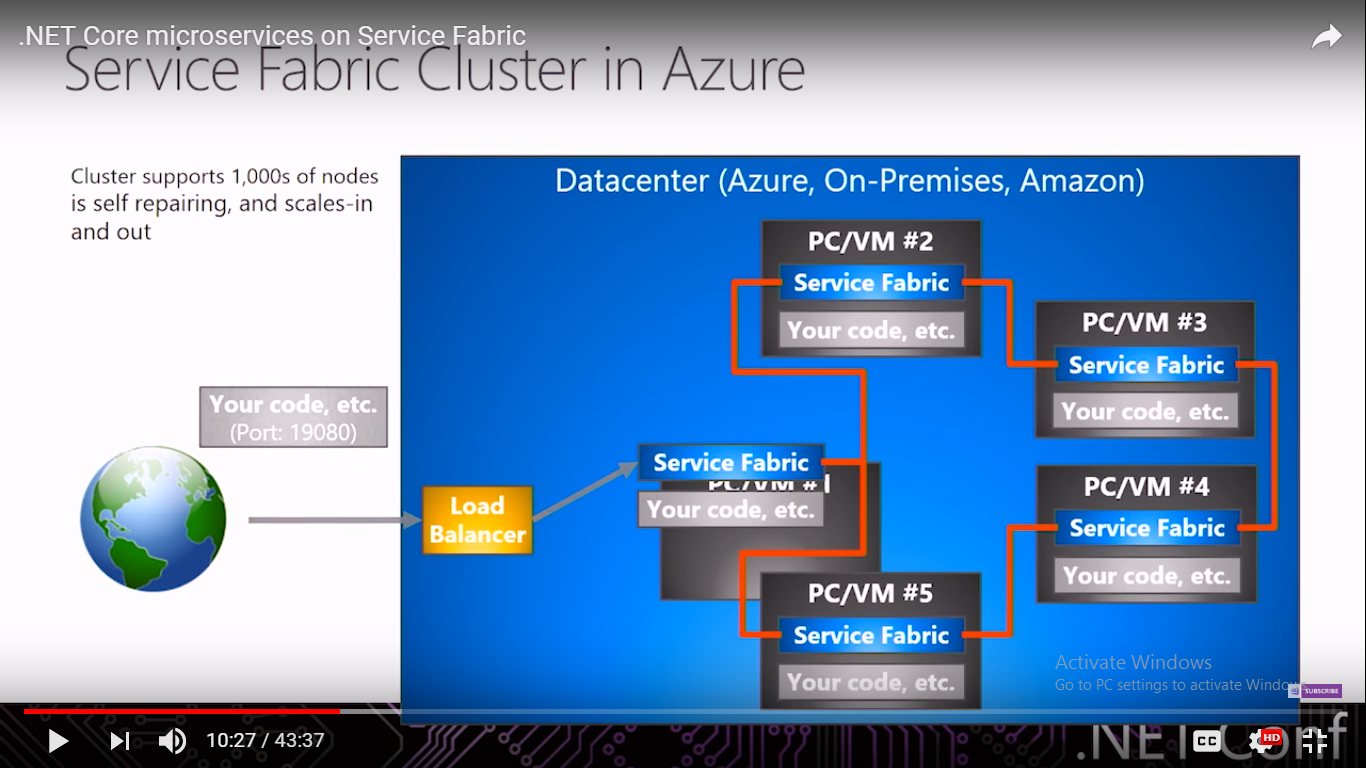 .NET Core microservices on Service Fabric
Service Fabric Cluster in Azure
Cluster supports 1,000s of nodes
is self repairing, and scales-in
and out
Datacenter (Azure, On-Premises, Amazon)
PC/VM #2
Service Fabric
Your code, etc.
PC/VM #3
Service Fabric
Your code, etc.
Your code, etc.
(Port: 19080)
Load
Balancer
Service Fabric
PC/VM #1
Your code, etc.
PC/VM #4
Service Fabric
Your code, etc.
PC/VM #5
Service Fabric
Your code, etc.
Activate Windows
Go to PC settings to activate Windows.
SUBSCRIBE
10:27 / 43:37
.NET Conf
CC
HD